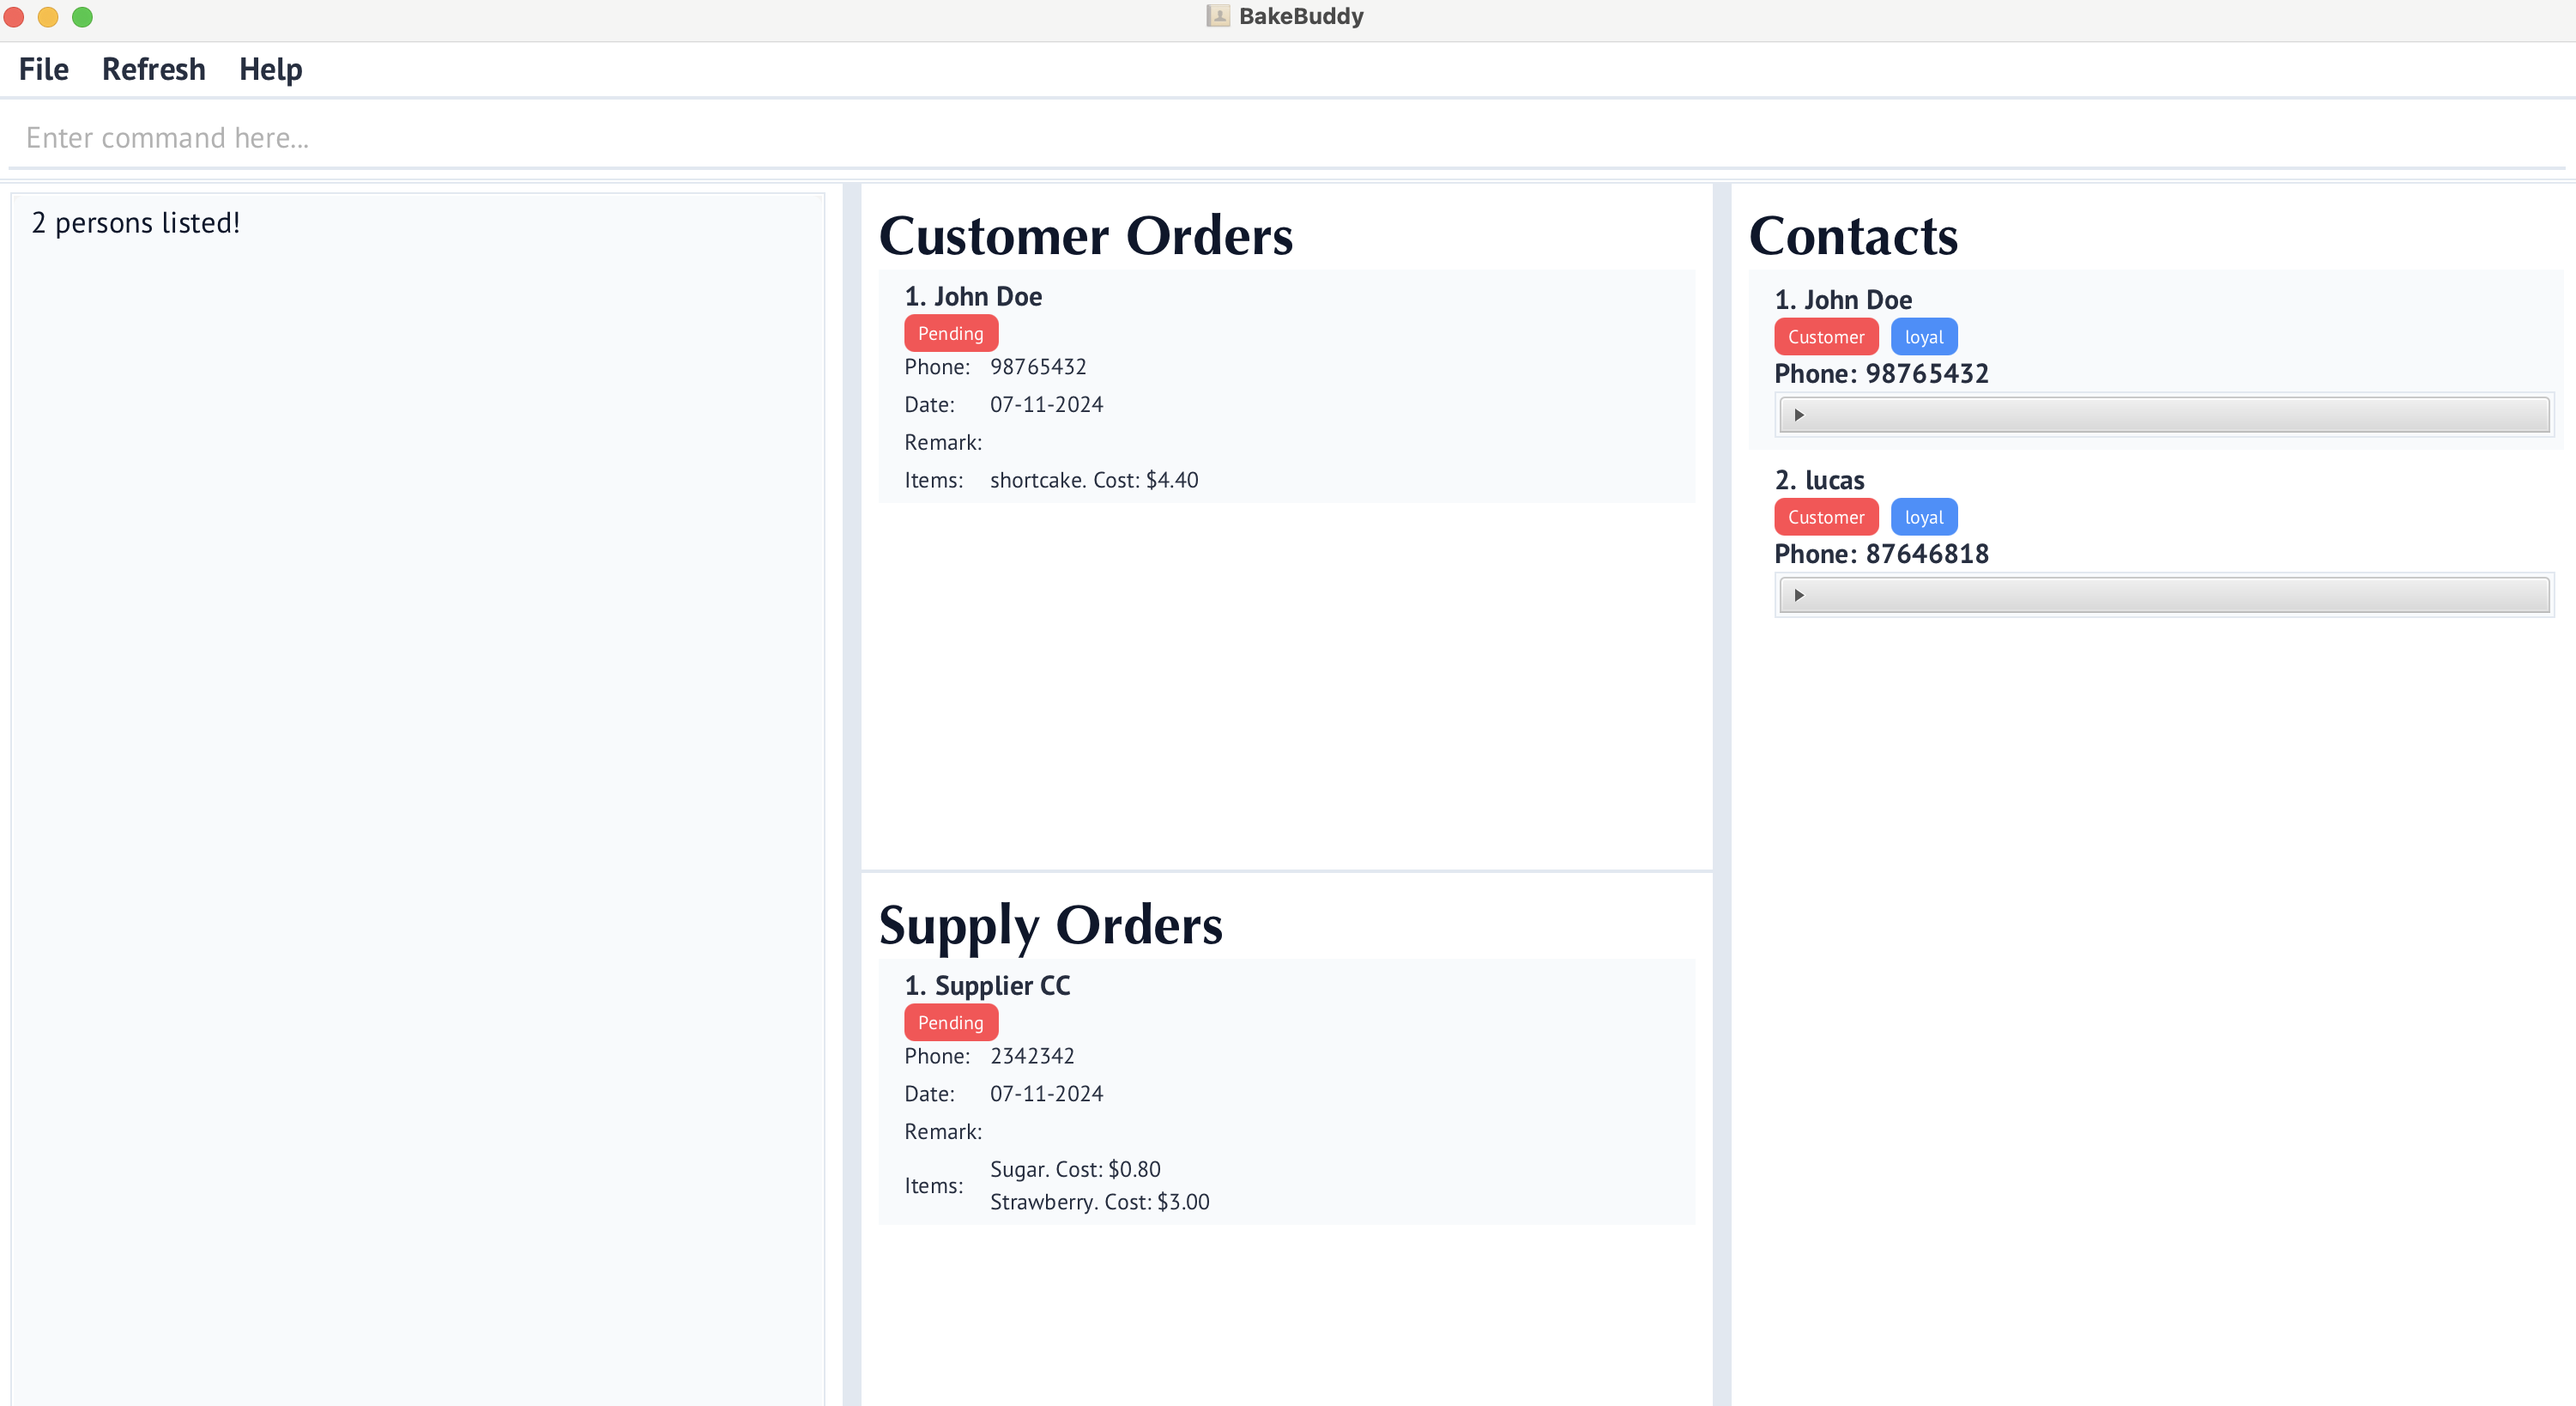 BakeBuddy
File Refresh Help
Enter command here...
2 persons listed!
Customer Orders
1. John Doe
Pending
Phone: 98765432
Date: 07-11-2024
Remark:
Items: shortcake. Cost: $4.40
Supply Orders
1. Supplier CC
Pending
Phone: 2342342
Date: 07-11-2024
Remark:
Items: Sugar. Cost: $0.80
Strawberry. Cost: $3.00
Contacts
1. John Doe
Customer loyal
Phone: 98765432
2. lucas
Customer loyal
Phone: 87646818